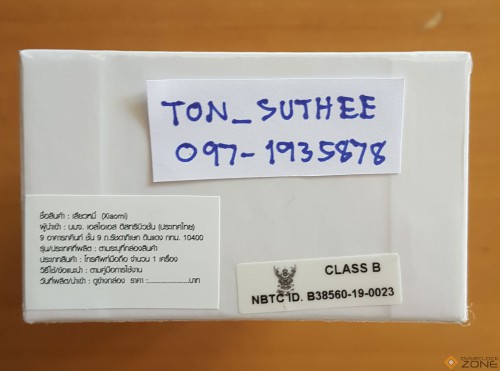 TON_SUTHEE
097-1935878
ชื่อสินค้า : เสียวหมี่ (Xiaomi)
ผู้นำเข้า : บมจ. เอสไอเอส ดิสทริบิวชั่น (ประเทศไทย)
9 อาคารภคินท์ ชั้น 9 ถ.รัชดาภิเษก ดินแดง กทม. 10400
รุ่น/ประเทศที่ผลิต : ตามระบุที่กล่องสินค้า
ประเภทสินค้า : โทรศัพท์มือถือ จำนวน 1 เครื่อง
วิธีใช้/ข้อแนะนำ : ตามคู่มือการใช้งาน
วันที่ผลิต/นำเข้า : ดูข้างกล่อง ราคา :......................บาท
CLASS B
NBTC ID. B38560-19-0023
ZONE